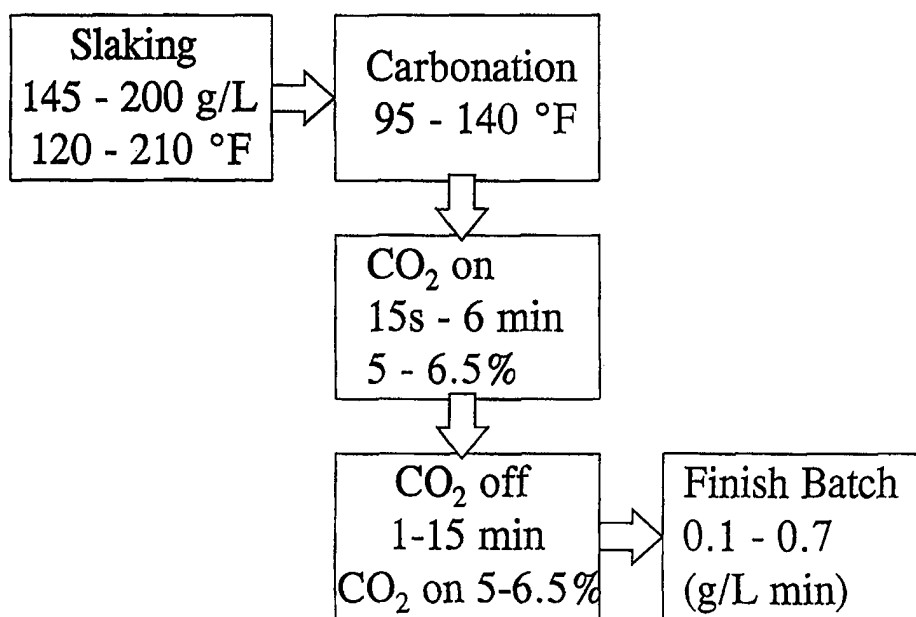 Slaking
145 - 200 g/L
120 - 210 °F
Carbonation
95 - 140 °F
CO₂ on
15s - 6 min
5 - 6.5%
CO₂ off
1-15 min
CO₂ on 5-6.5%
Finish Batch
0.1 - 0.7
(g/L min)